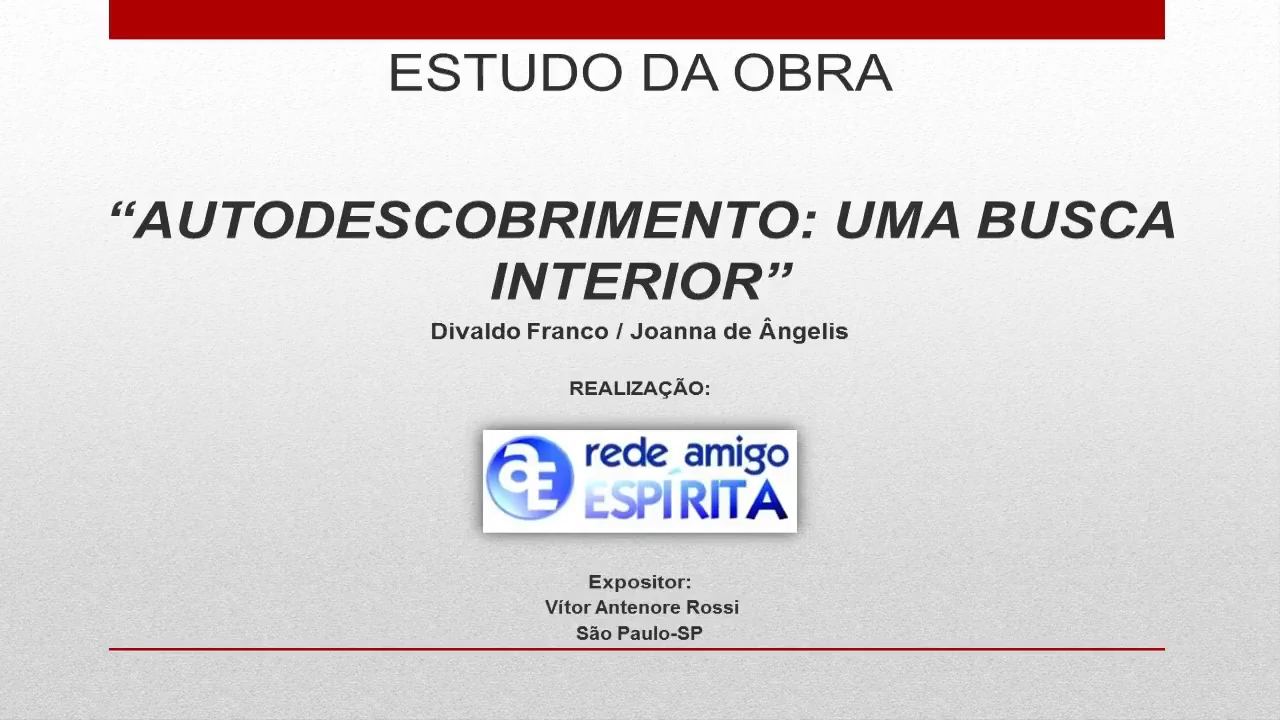 ESTUDO DA OBRA
“AUTODESCOBRIMENTO: UMA BUSCA
INTERIOR”
Divaldo Franco / Joanna de Ângelis
REALIZAÇÃO:
aE rede amigo
ESPÍRITA
Expositor:
Vítor Antenore Rossi
São Paulo-SP